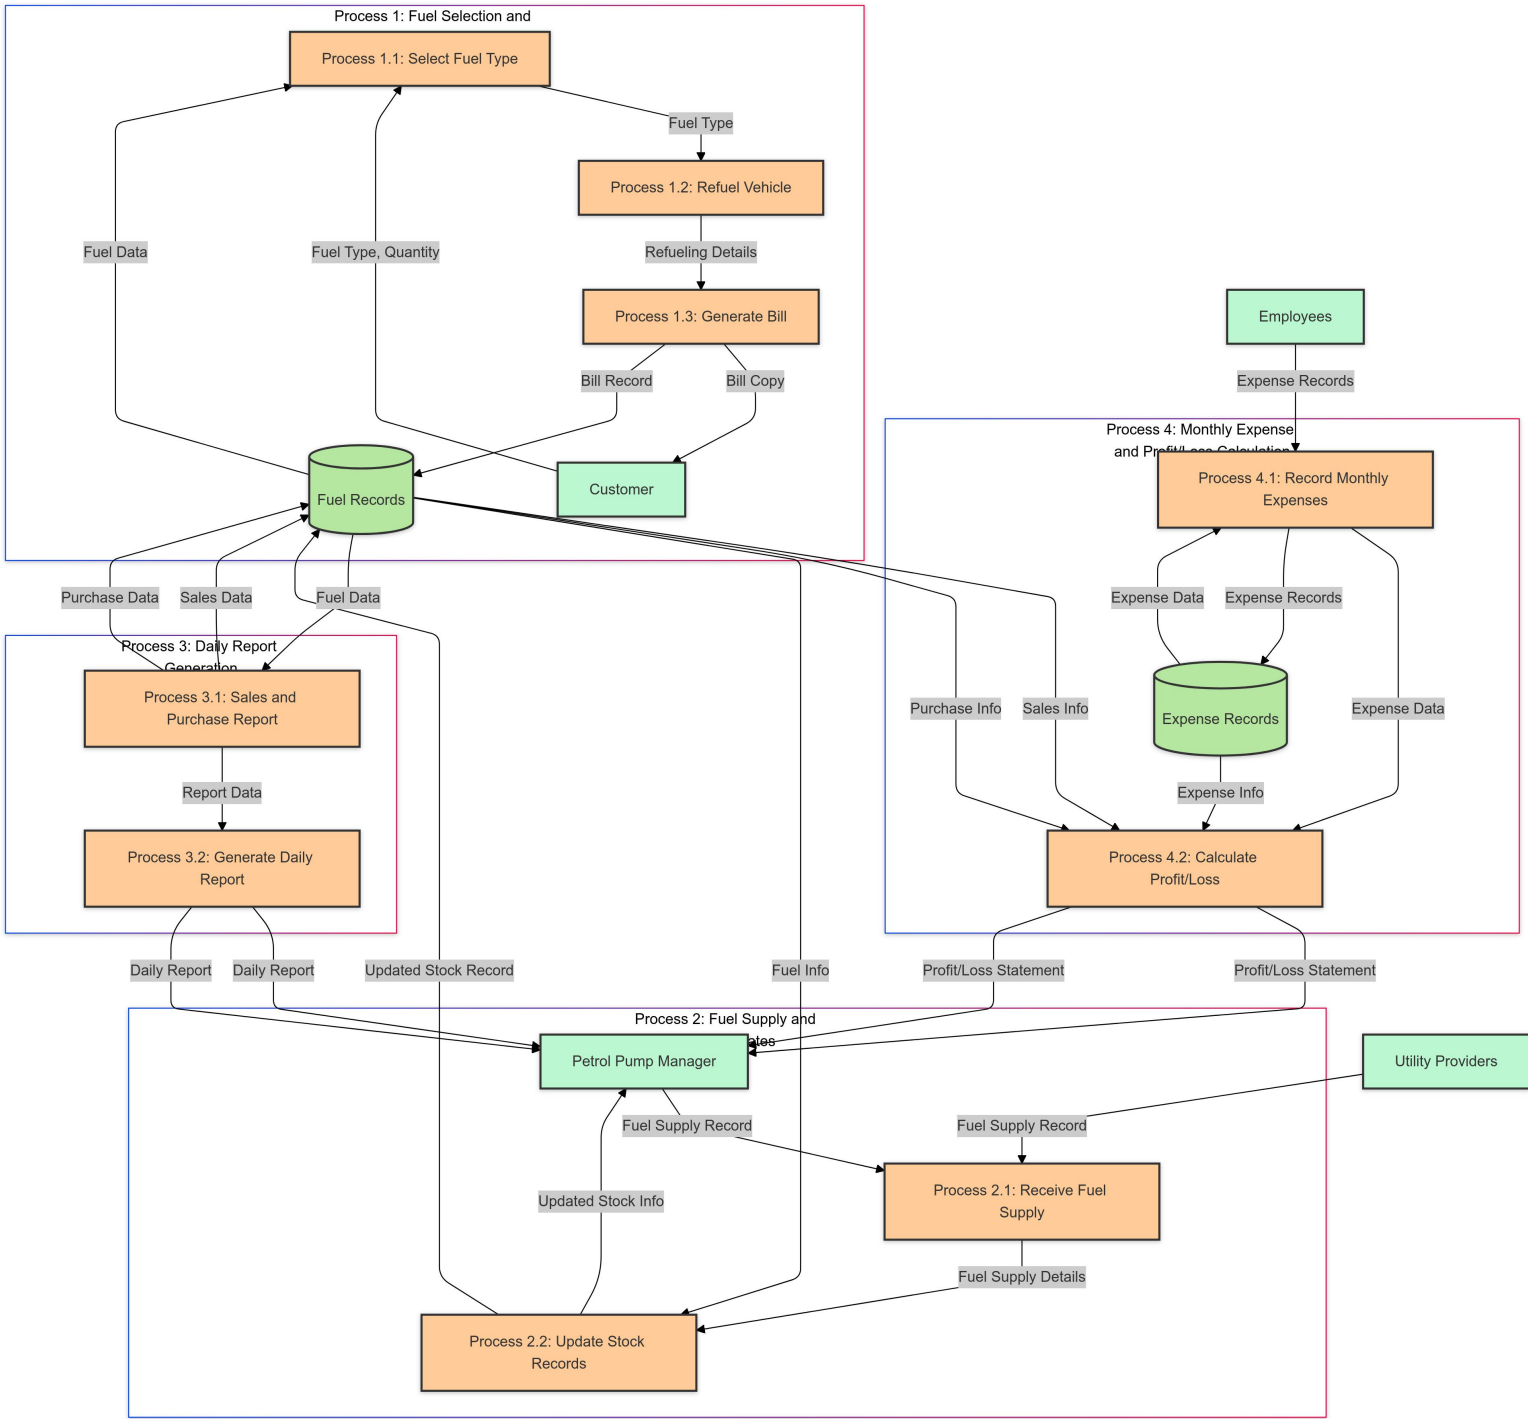 Process 1: Fuel Selection and
Process 1.1: Select Fuel Type
Fuel Type
Process 1.2: Refuel Vehicle
Fuel Data
Fuel Type, Quantity
Refueling Details
Process 1.3: Generate Bill
Employees
Bill Record
Bill Copy
Expense Records
Process 4: Monthly Expense
and Profit/Loss Calculation
Process 4.1: Record Monthly
Expenses
Fuel Records
Customer
Purchase Data
Sales Data
Fuel Data
Expense Data
Expense Records
Process 3: Daily Report
Generation
Process 3.1: Sales and
Purchase Report
Purchase Info
Sales Info
Expense Records
Expense Data
Report Data
Expense Info
Process 3.2: Generate Daily
Report
Process 4.2: Calculate
Profit/Loss
Daily Report
Daily Report
Updated Stock Record
Fuel Info
Profit/Loss Statement
Profit/Loss Statement
Process 2: Fuel Supply and
Petrol Pump Manager
Utility Providers
Fuel Supply Record
Fuel Supply Record
Process 2.1: Receive Fuel
Supply
Updated Stock Info
Fuel Supply Details
Process 2.2: Update Stock
Records